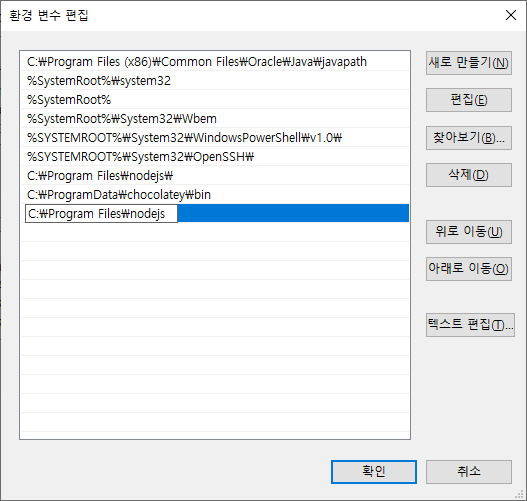 환경 변수 편집
C:₩Program Files (x86)₩Common Files₩Oracle₩Java₩javapath
%SystemRoot%₩system32
%SystemRoot%
%SystemRoot%₩System32₩Wbem
%SYSTEMROOT%₩System32₩WindowsPowerShell₩v1.0₩
%SYSTEMROOT%₩System32₩OpenSSH₩
C:₩Program Files₩nodejs₩
C:₩ProgramData₩chocolatey₩bin
C:₩Program Files₩nodejs
새로 만들기(N)
편집(E)
찾아보기(B)...
삭제(D)
위로 이동(U)
아래로 이동(O)
텍스트 편집(T)...
확인
취소